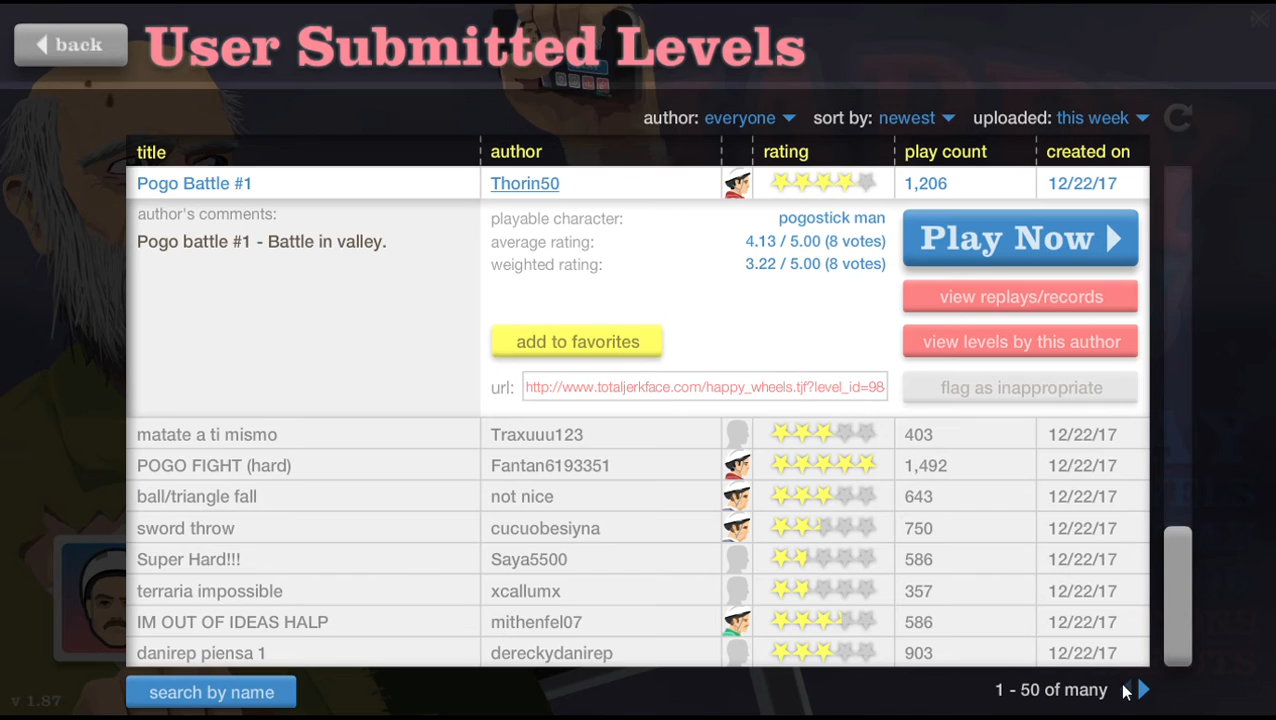 back
User Submitted Levels
author: everyone sort by: newest uploaded: this week
title author rating play count created on
Pogo Battle #1 Thorin50 1,206 12/22/17
author's comments:
Pogo battle #1 - Battle in valley.
playable character: pogostick man
average rating: 4.13 / 5.00 (8 votes)
weighted rating: 3.22 / 5.00 (8 votes)
Play Now
view replays/records
add to favorites
view levels by this author
url: http://www.totaljerkface.com/happy_wheels.tjf?level_id=98
flag as inappropriate
matate a ti mismo Traxuuu123 403 12/22/17
POGO FIGHT (hard) Fantan6193351 1,492 12/22/17
ball/triangle fall not nice 643 12/22/17
sword throw cucuobesiyna 750 12/22/17
Super Hard!!! Saya5500 586 12/22/17
terraria impossible xcallumx 357 12/22/17
IM OUT OF IDEAS HALP mithenfel07 586 12/22/17
danirep piensa 1 dereckydanirep 903 12/22/17
search by name
1 - 50 of many
v 1.87